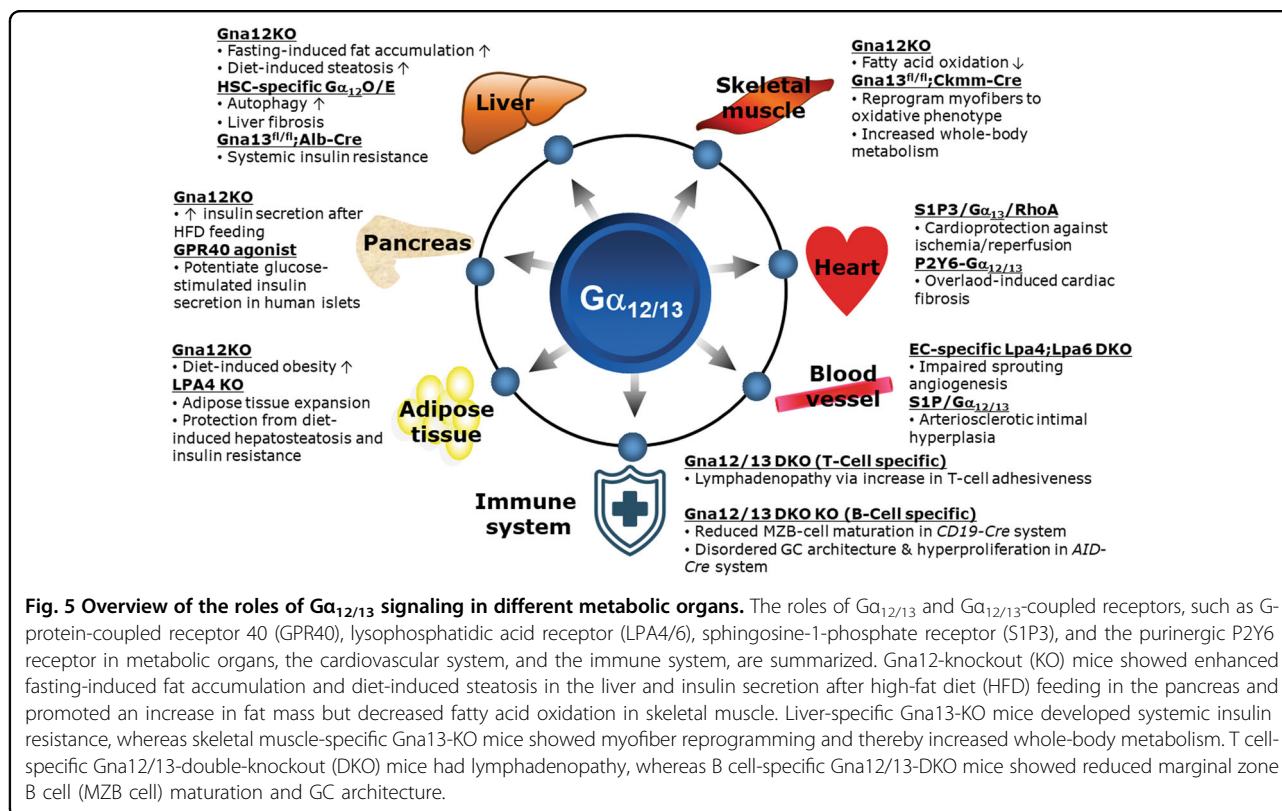 Gna12KO
• Fasting-induced fat accumulation ↑
• Diet-induced steatosis ↑
HSC-specific Gα12O/E
• Autophagy ↑
• Liver fibrosis
Gna13fl/fl;Alb-Cre
• Systemic insulin resistance
Liver
Gna12KO
• Fatty acid oxidation ↓
Gna13fl/fl;Ckmm-Cre
• Reprogram myofibers to
oxidative phenotype
• Increased whole-body
metabolism
Skeletal
muscle
Gna12KO
• ↑ insulin secretion after
HFD feeding
GPR40 agonist
• Potentiate glucose-
stimulated insulin
secretion in human islets
Pancreas
Gα12/13
S1P3/Gα13/RhoA
• Cardioprotection against
ischemia/reperfusion
P2Y6-Gα12/13
• Overlaod-induced cardiac
fibrosis
Heart
Gna12KO
• Diet-induced obesity ↑
LPA4 KO
• Adipose tissue expansion
• Protection from diet-
induced hepatosteatosis and
insulin resistance
Adipose
tissue
EC-specific Lpa4;Lpa6 DKO
• Impaired sprouting
angiogenesis
S1P/Gα12/13
• Arteriosclerotic intimal
hyperplasia
Blood
vessel
Immune
system
Gna12/13 DKO (T-Cell specific)
• Lymphadenopathy via increase in T-cell adhesiveness
Gna12/13 DKO KO (B-Cell specific)
• Reduced MZB-cell maturation in CD19-Cre system
• Disordered GC architecture & hyperproliferation in AID-
Cre system
Fig. 5 Overview of the roles of Gα12/13 signaling in different metabolic organs. The roles of Gα12/13 and Gα12/13-coupled receptors, such as G-
protein-coupled receptor 40 (GPR40), lysophosphatidic acid receptor (LPA4/6), sphingosine-1-phosphate receptor (S1P3), and the purinergic P2Y6
receptor in metabolic organs, the cardiovascular system, and the immune system, are summarized. Gna12-knockout (KO) mice showed enhanced
fasting-induced fat accumulation and diet-induced steatosis in the liver and insulin secretion after high-fat diet (HFD) feeding in the pancreas and
promoted an increase in fat mass but decreased fatty acid oxidation in skeletal muscle. Liver-specific Gna13-KO mice developed systemic insulin
resistance, whereas skeletal muscle-specific Gna13-KO mice showed myofiber reprogramming and thereby increased whole-body metabolism. T cell-
specific Gna12/13-double-knockout (DKO) mice had lymphadenopathy, whereas B cell-specific Gna12/13-DKO mice showed reduced marginal zone
B cell (MZB cell) maturation and GC architecture.